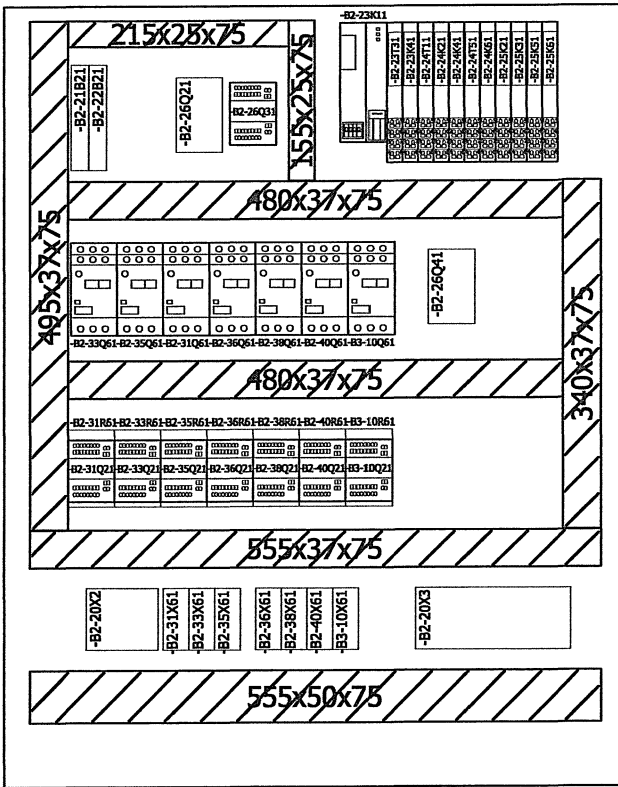 -B2-23K11
215x25x75
-B2-21B21
-B2-22B21
-B2-26Q21
-B2-26Q31
155x25x75
-B2-23T31
-B2-23K41
-B2-24T11
-B2-24K21
-B2-24K41
-B2-24T51
-B2-24K61
-B2-25K21
-B2-25K31
-B2-25K51
-B2-25K61
480x37x75
495x37x75
-B2-26Q41
340x37x75
-B2-33Q61-B2-35Q61-B2-31Q61-B2-36Q61-B2-38Q61-B2-40Q61-B3-10Q61
480x37x75
-B2-31R61-B2-33R61-B2-35R61-B2-36R61-B2-38R61-B2-40R61-B3-10R61
-B2-31Q21-B2-33Q21-B2-35Q21-B2-36Q21-B2-38Q21-B2-40Q21-B3-10Q21
555x37x75
-B2-20X2
-B2-31X61
-B2-33X61
-B2-35X61
-B2-36X61
-B2-38X61
-B2-40X61
-B3-10X61
-B2-20X3
555x50x75